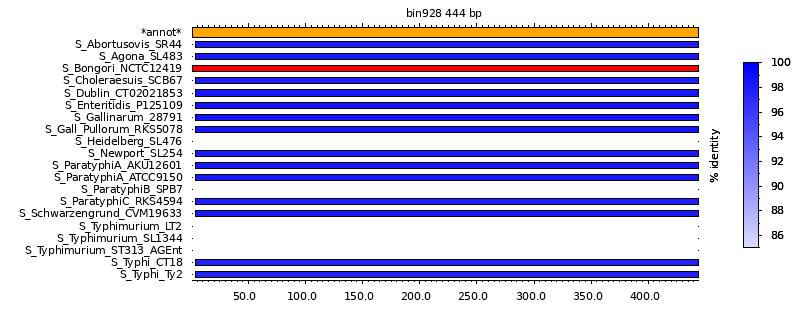 bin928 444 bp
*annot*
S_Abortusovis_SR44
S_Agona_SL483
S_Bongori_NCTC12419
S_Choleraesuis_SCB67
S_Dublin_CT02021853
S_Enteritidis_P125109
S_Gallinarum_28791
S_Gall_Pullorum_RKS5078
S_Heidelberg_SL476
S_Newport_SL254
S_ParatyphiA_AKU12601
S_ParatyphiA_ATCC9150
S_ParatyphiB_SPB7
S_ParatyphiC_RKS4594
S_Schwarzengrund_CVM19633
S_Typhimurium_LT2
S_Typhimurium_SL1344
S_Typhimurium_ST313_AGEnt
S_Typhi_CT18
S_Typhi_Ty2
50.0 100.0 150.0 200.0 250.0 300.0 350.0 400.0
% identity
100
98
96
94
92
90
88
86